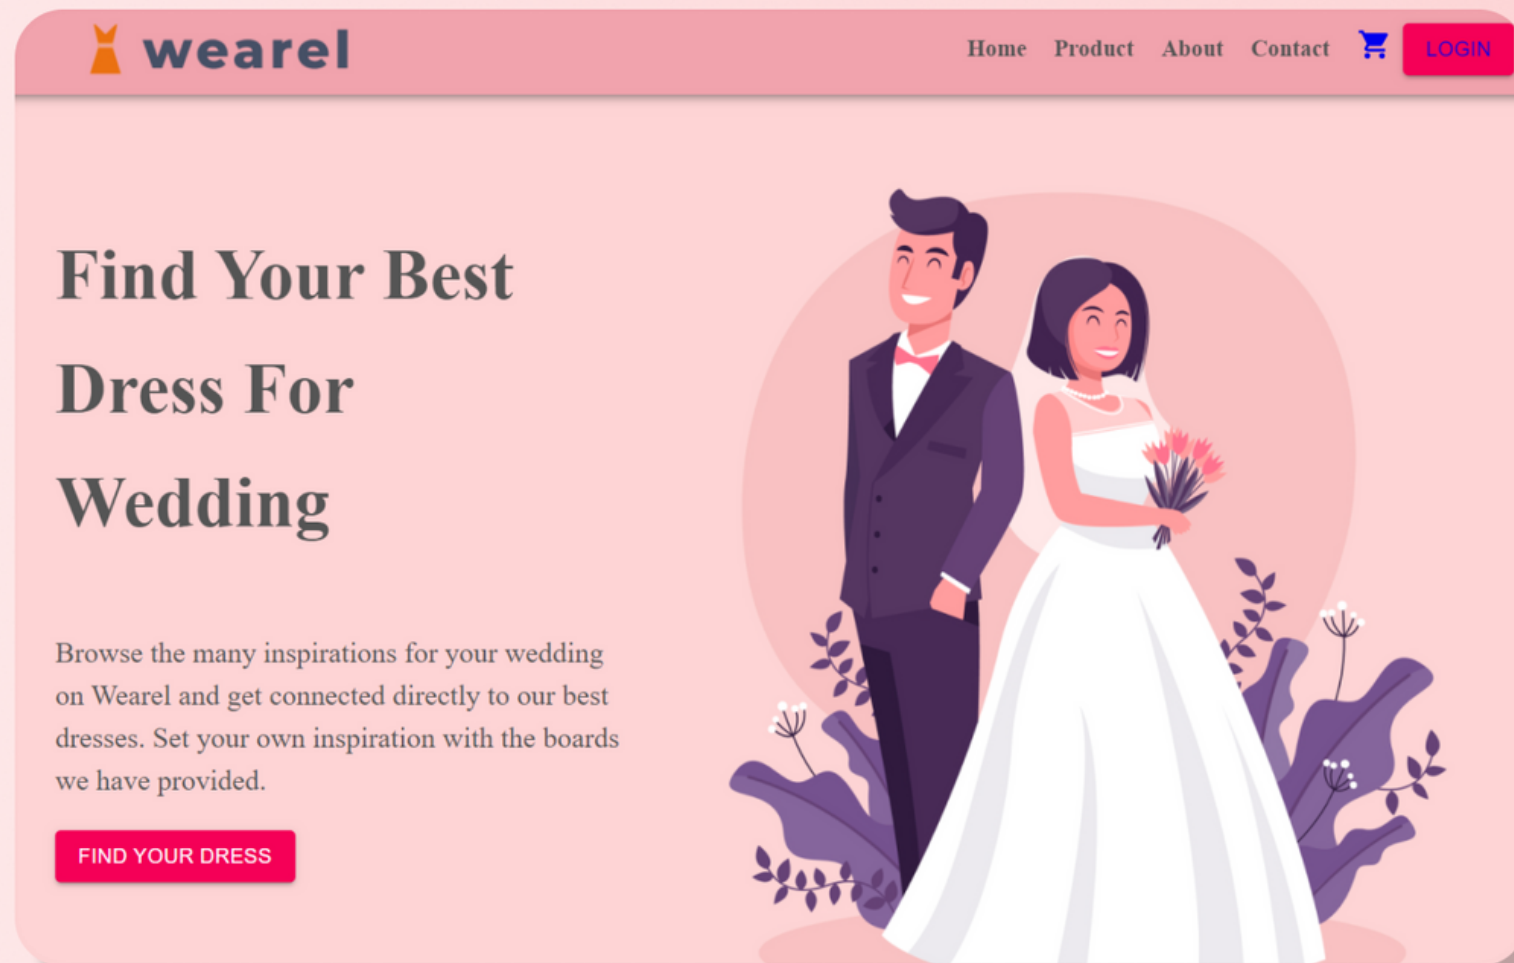 wearel
Home Product About Contact LOGIN
Find Your Best
Dress For
Wedding
Browse the many inspirations for your wedding
on Wearel and get connected directly to our best
dresses. Set your own inspiration with the boards
we have provided.
FIND YOUR DRESS